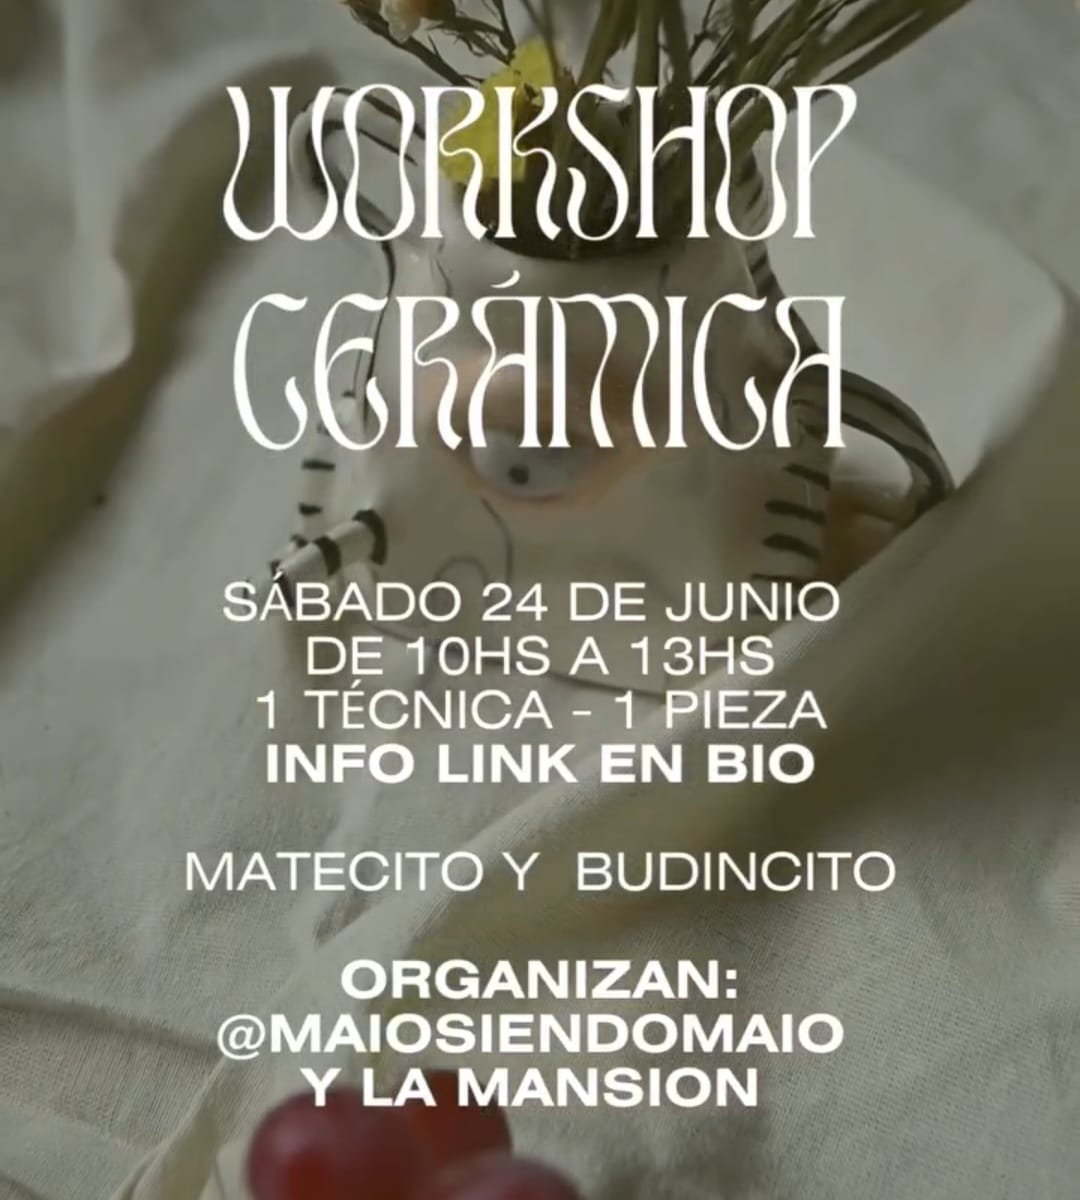 WORKSHOP
CERÁMICA
SÁBADO 24 DE JUNIO
DE 10HS A 13HS
1 TÉCNICA - 1 PIEZA
INFO LINK EN BIO
MATECITO Y BUDINCITO
ORGANIZAN:
@MAIOSIENDOMAIO
Y LA MANSION